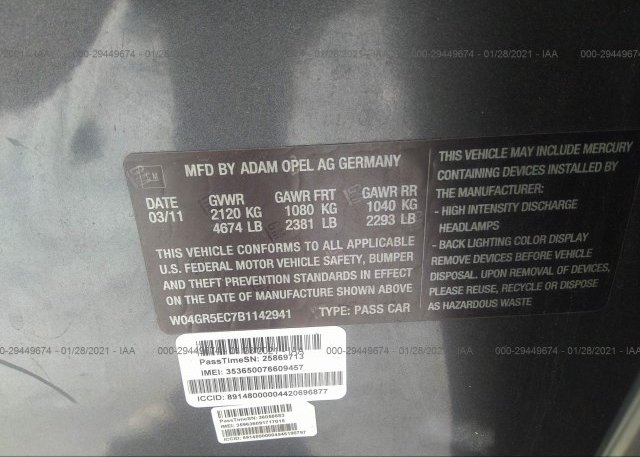 000-29449674 - 01/28/2021 - IAA
GM
MFD BY ADAM OPEL AG GERMANY
DATE GVWR GAWR FRT GAWR RR
03/11 2120 KG 1080 KG 1040 KG
4674 LB 2381 LB 2293 LB
THIS VEHICLE CONFORMS TO ALL APPLICABLE
U.S. FEDERAL MOTOR VEHICLE SAFETY, BUMPER
AND THEFT PREVENTION STANDARDS IN EFFECT
ON THE DATE OF MANUFACTURE SHOWN ABOVE
W04GR5EC7B1142941 TYPE: PASS CAR
THIS VEHICLE MAY INCLUDE MERCURY
CONTAINING DEVICES INSTALLED BY
THE MANUFACTURER:
- HIGH INTENSITY DISCHARGE
HEADLAMPS
- BACK LIGHTING COLOR DISPLAY
REMOVE DEVICES BEFORE VEHICLE
DISPOSAL. UPON REMOVAL OF DEVICES,
PLEASE REUSE, RECYCLE OR DISPOSE
AS HAZARDOUS WASTE
PassTimeSN: 25869713
IMEI: 353650076609457
ICCID: 89148000004420696877
PassTimeSN:
IMEI:
ICCID: